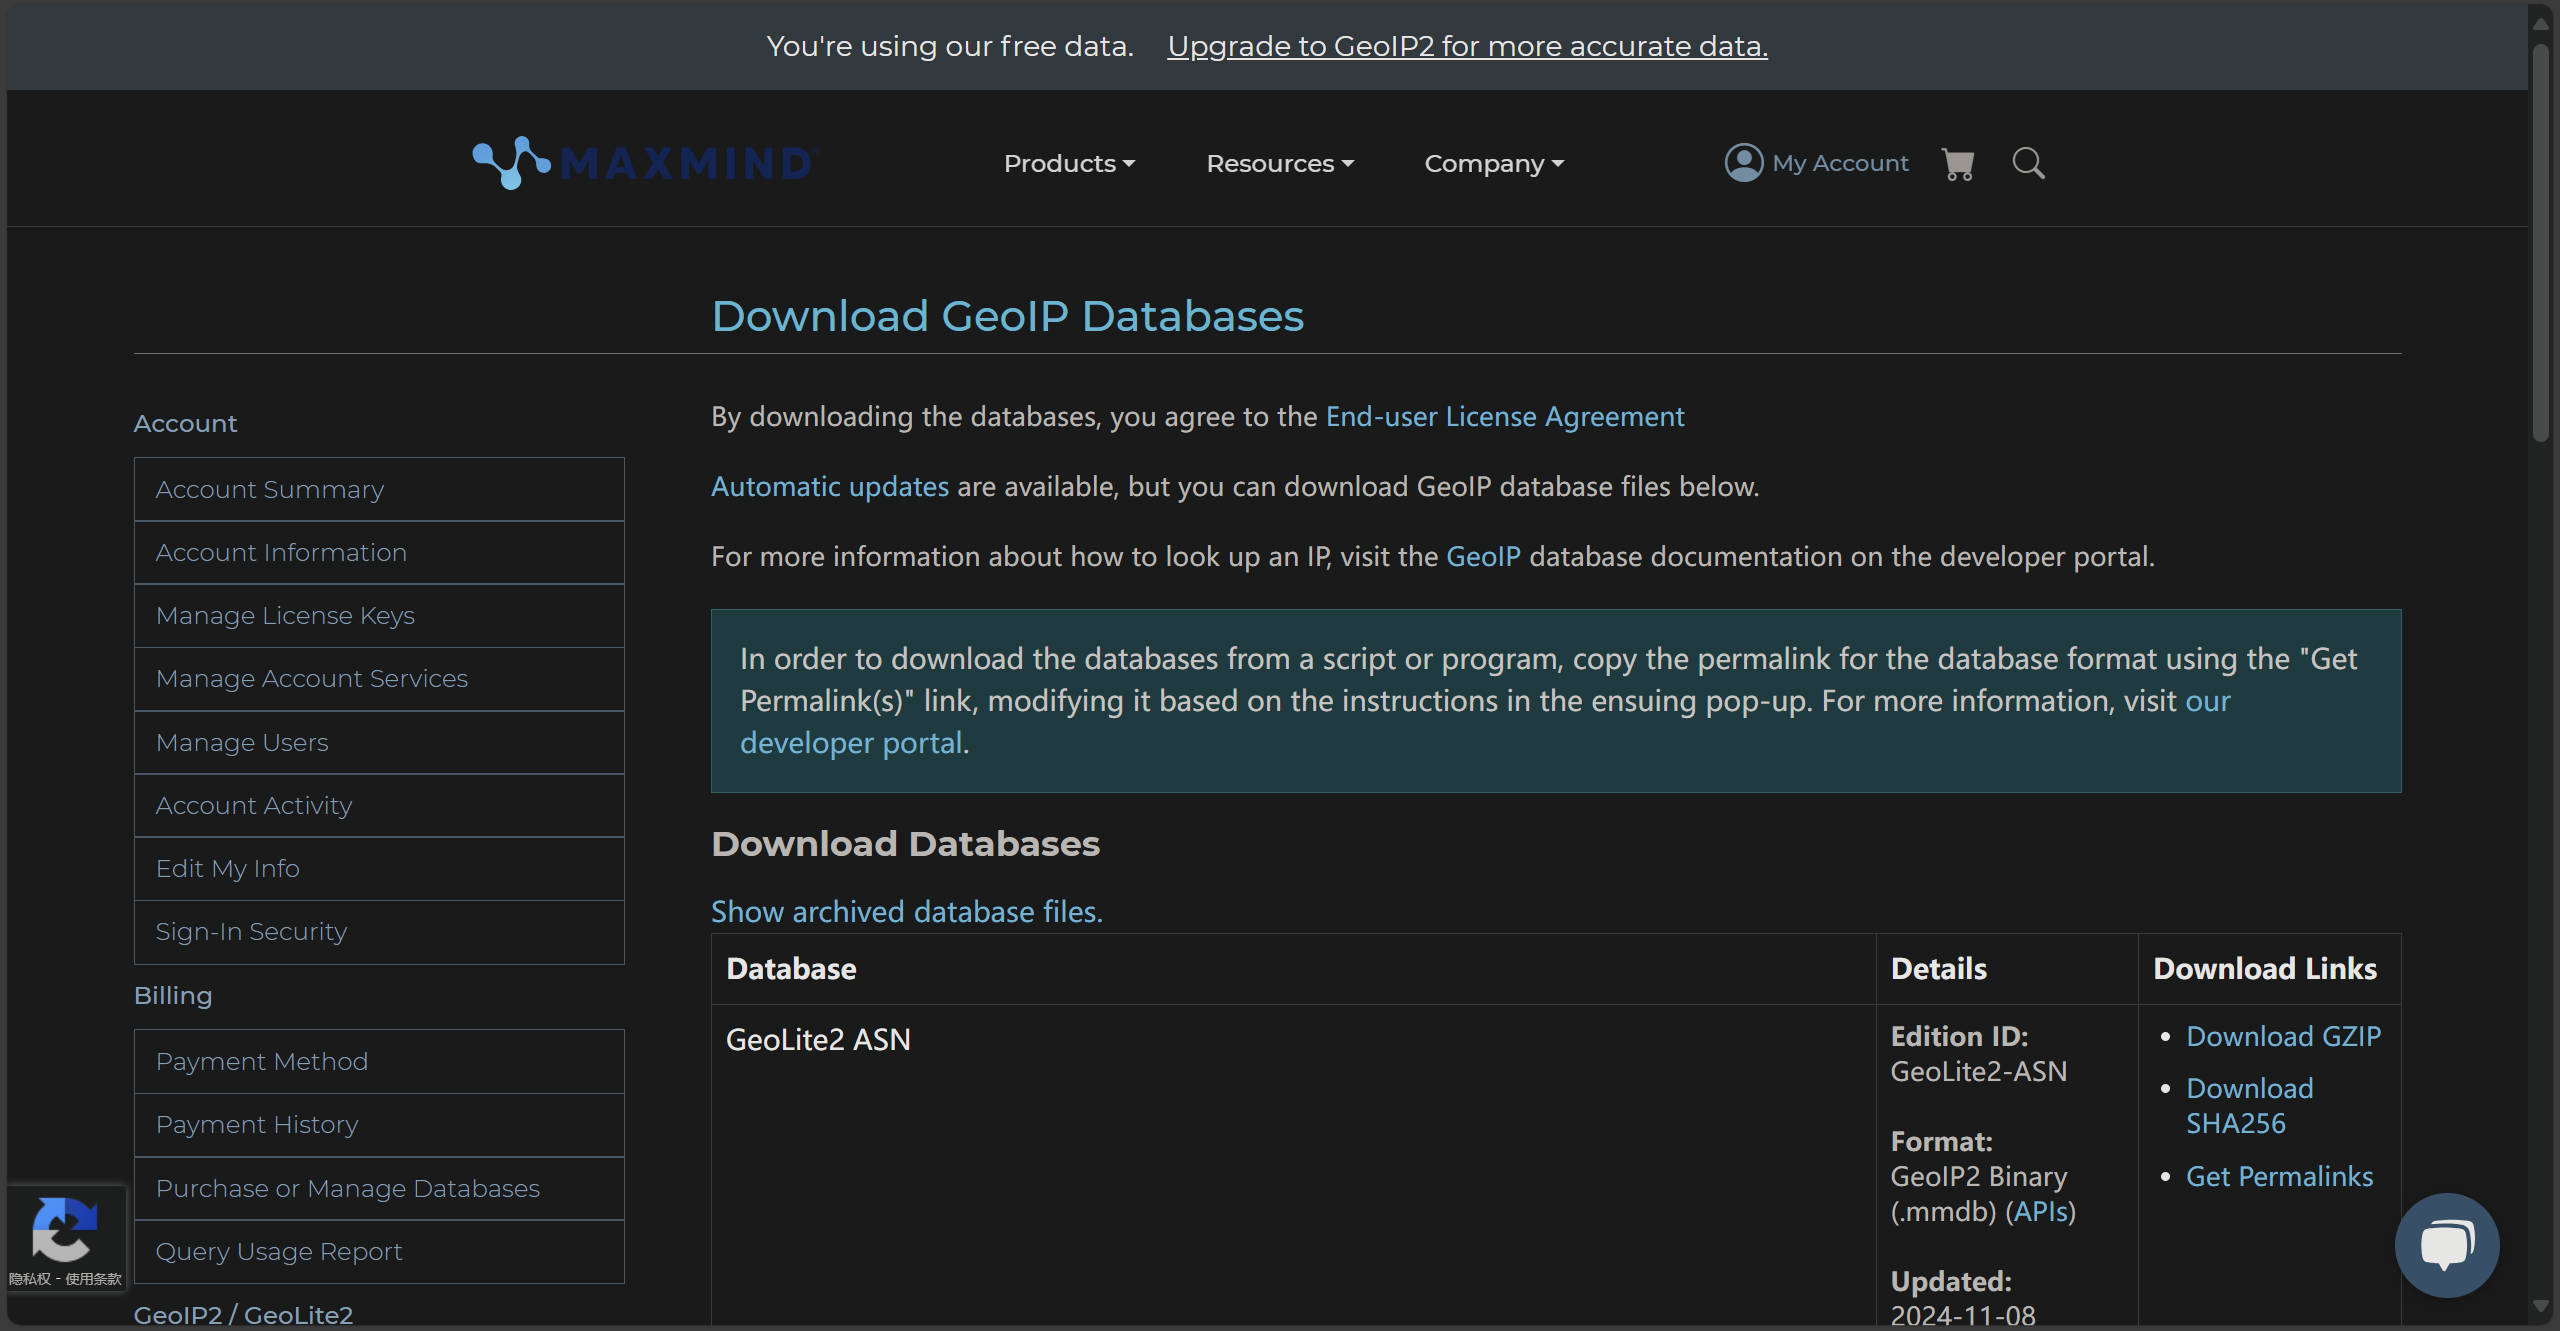 You're using our free data. Upgrade to GeoIP2 for more accurate data.
MAXMIND
Products
Resources
Company
My Account
Download GeoIP Databases
Account
Account Summary
Account Information
Manage License Keys
Manage Account Services
Manage Users
Account Activity
Edit My Info
Sign-In Security
Billing
Payment Method
Payment History
Purchase or Manage Databases
Query Usage Report
GeoIP2 / GeoLite2
隐私权 - 使用条款
By downloading the databases, you agree to the End-user License Agreement
Automatic updates are available, but you can download GeoIP database files below.
For more information about how to look up an IP, visit the GeoIP database documentation on the developer portal.
In order to download the databases from a script or program, copy the permalink for the database format using the "Get
Permalink(s)" link, modifying it based on the instructions in the ensuing pop-up. For more information, visit our
developer portal.
Download Databases
Show archived database files.
Database
Details
Download Links
GeoLite2 ASN
Edition ID:
GeoLite2-ASN
Format:
GeoIP2 Binary
(.mmdb) (APIs)
Updated:
2024-11-08
• Download GZIP
• Download
SHA256
• Get Permalinks